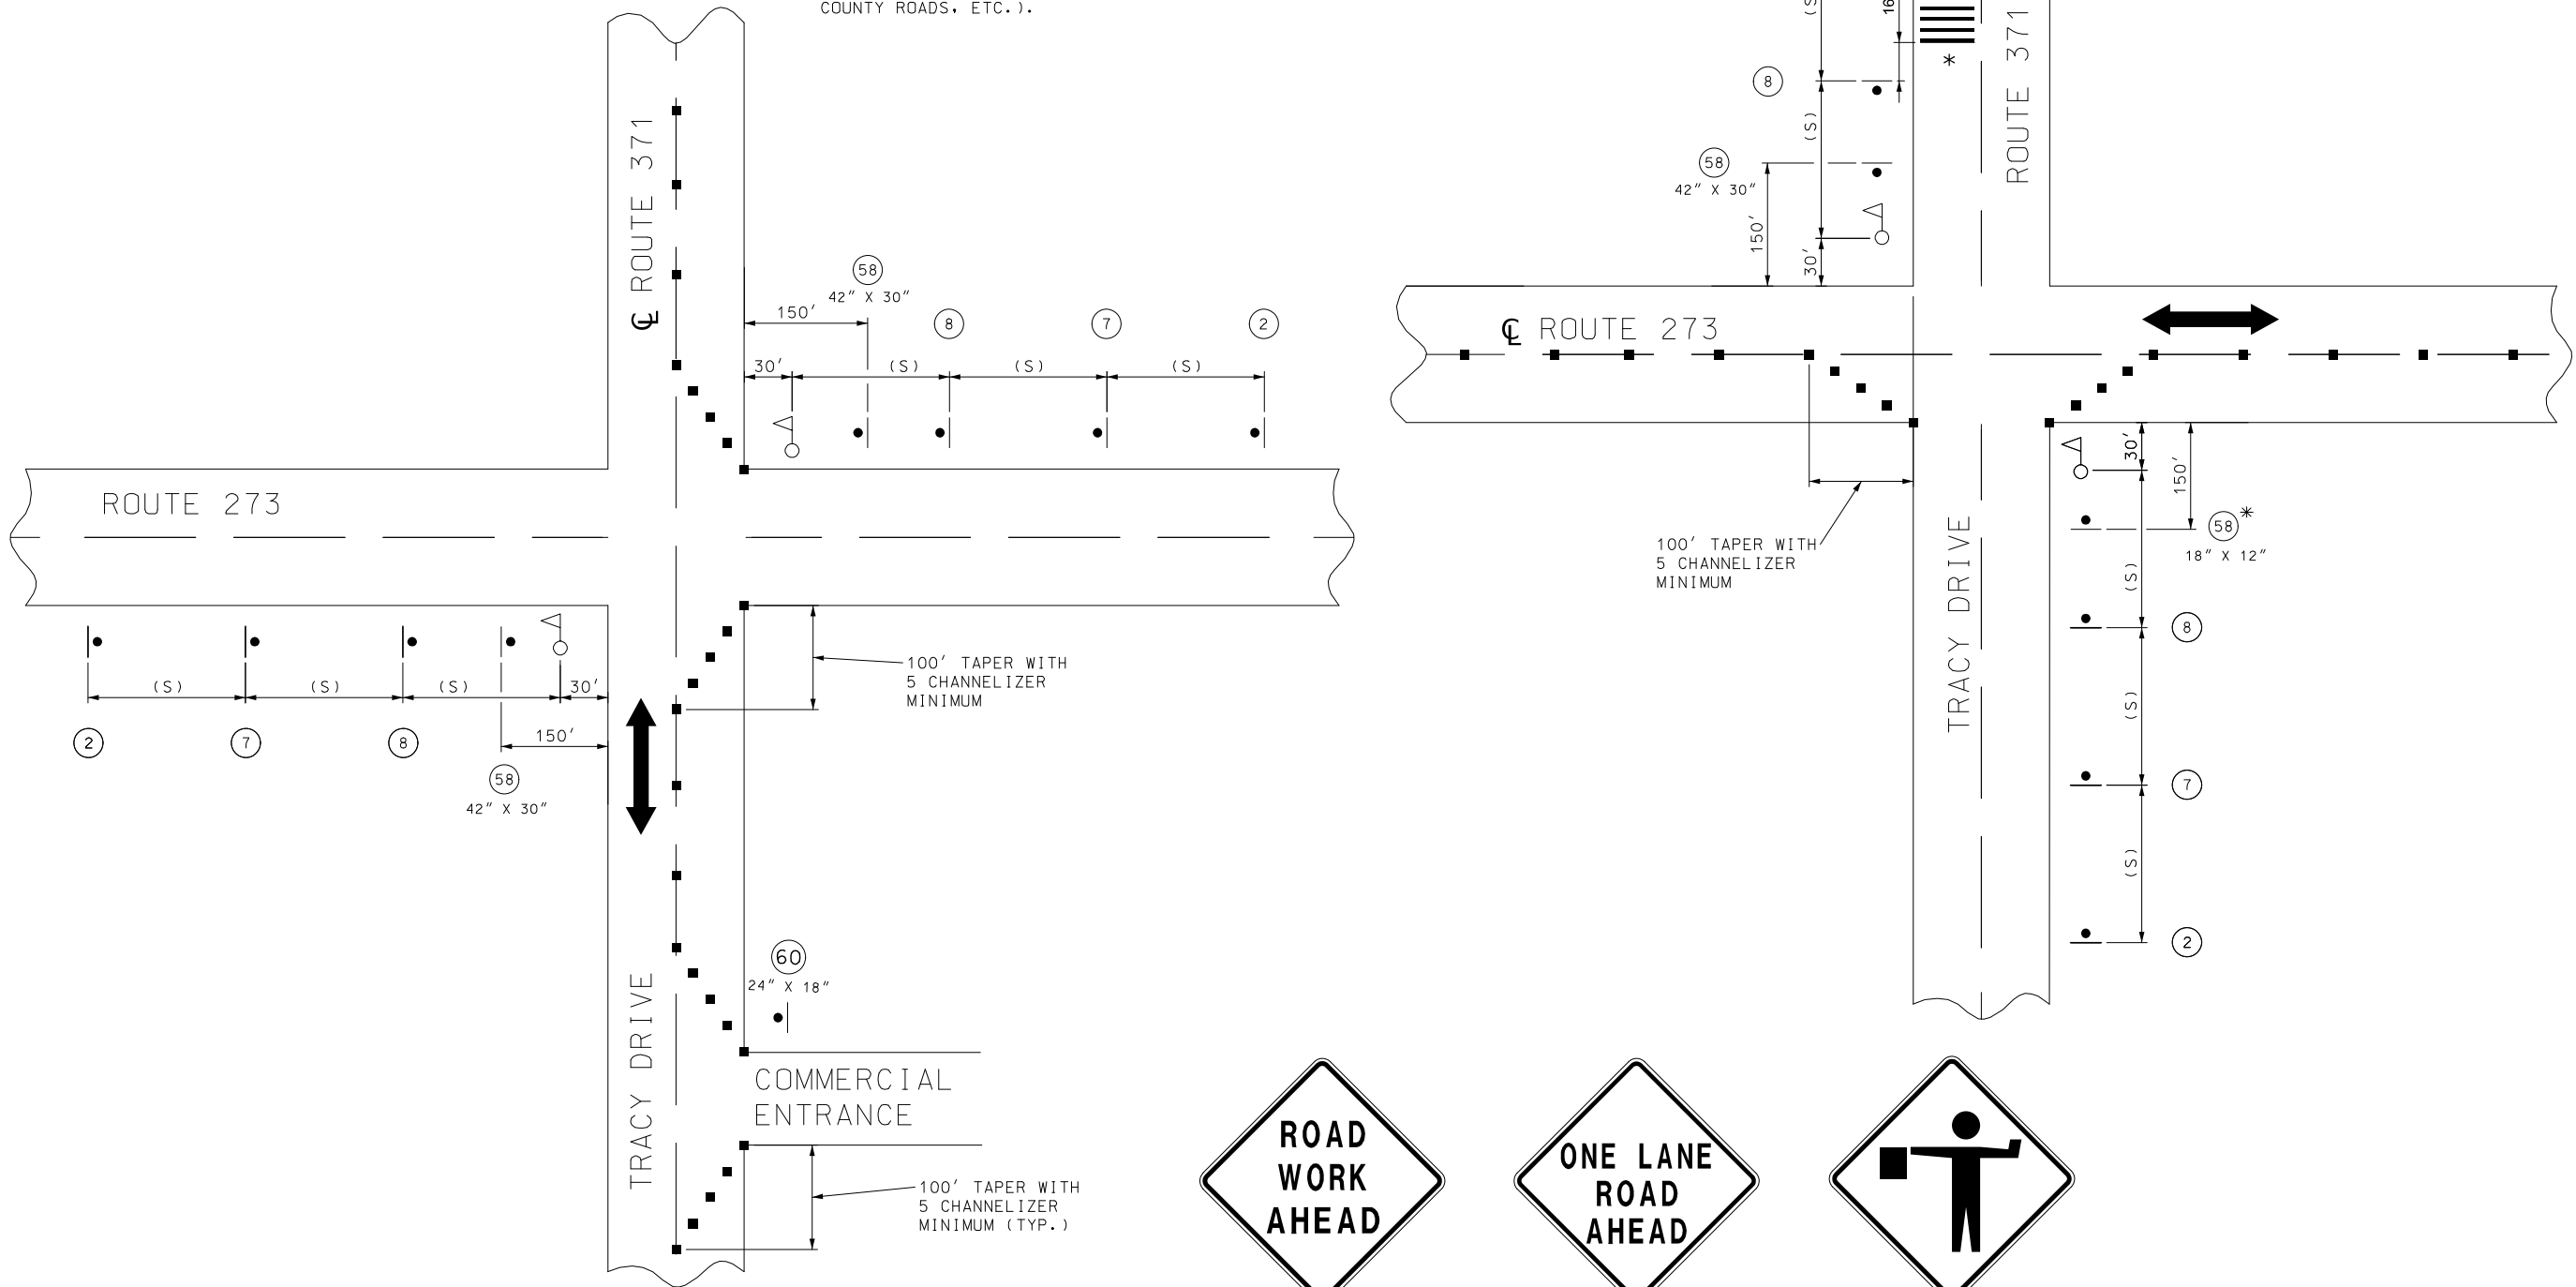 COUNTY ROADS, ETC.).
℄ ROUTE 371
58
42" X 30"
150'
8
7
2
30'
(S)
(S)
(S)
ROUTE 273
(S)
(S)
(S)
30'
2
7
8
150'
58
42" X 30"
100' TAPER WITH
5 CHANNELIZER
MINIMUM
TRACY DRIVE
60
24" X 18"
COMMERCIAL
ENTRANCE
100' TAPER WITH
5 CHANNELIZER
MINIMUM (TYP.)
(S)
16
*
ROUTE 371
8
(S)
58
42" X 30"
150'
30'
℄ ROUTE 273
100' TAPER WITH
5 CHANNELIZER
MINIMUM
TRACY DRIVE
30'
150'
58*
18" X 12"
(S)
8
(S)
7
(S)
2
ROAD
WORK
AHEAD
ONE LANE
ROAD
AHEAD